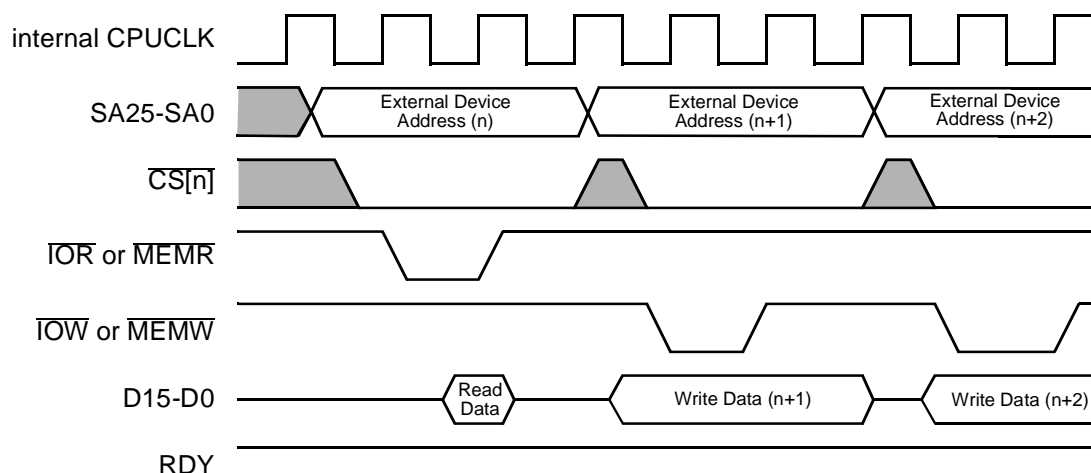 internal CPUCLK
SA25-SA0
External Device
Address (n)
External Device
Address (n+1)
External Device
Address (n+2)
CS[n]
IOR or MEMR
IOW or MEMW
D15-D0
Read
Data
Write Data (n+1)
Write Data (n+2)
RDY